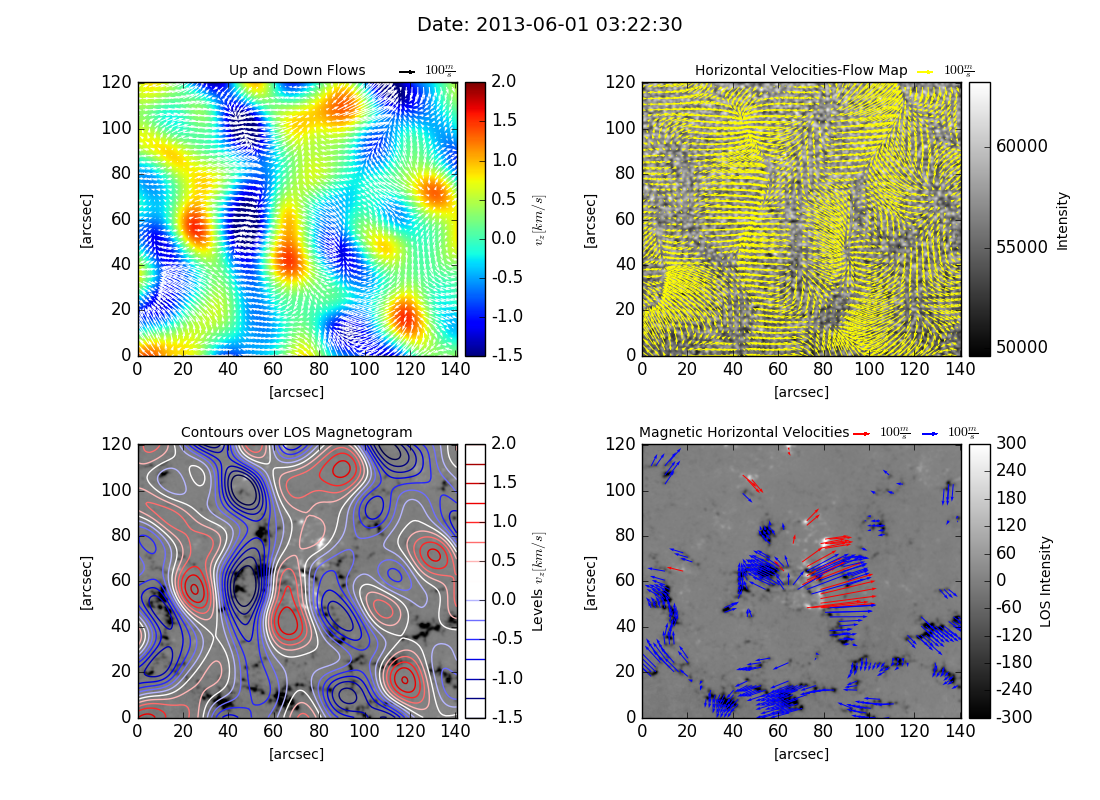 Date: 2013-06-01 03:22:30
Up and Down Flows
100 m/s
120
100
80
60
40
20
0
[arcsec]
0 20 40 60 80 100 120 140
[arcsec]
2.0
1.5
1.0
0.5
0.0
-0.5
-1.0
-1.5
v_z[km/s]
Horizontal Velocities-Flow Map
100 m/s
120
100
80
60
40
20
0
[arcsec]
0 20 40 60 80 100 120 140
[arcsec]
60000
55000
50000
Intensity
Contours over LOS Magnetogram
120
100
80
60
40
20
0
[arcsec]
0 20 40 60 80 100 120 140
[arcsec]
2.0
1.5
1.0
0.5
0.0
-0.5
-1.0
-1.5
Levels v_z[km/s]
Magnetic Horizontal Velocities
100 m/s
100 m/s
120
100
80
60
40
20
0
[arcsec]
0 20 40 60 80 100 120 140
[arcsec]
300
240
180
120
60
0
-60
-120
-180
-240
-300
LOS Intensity